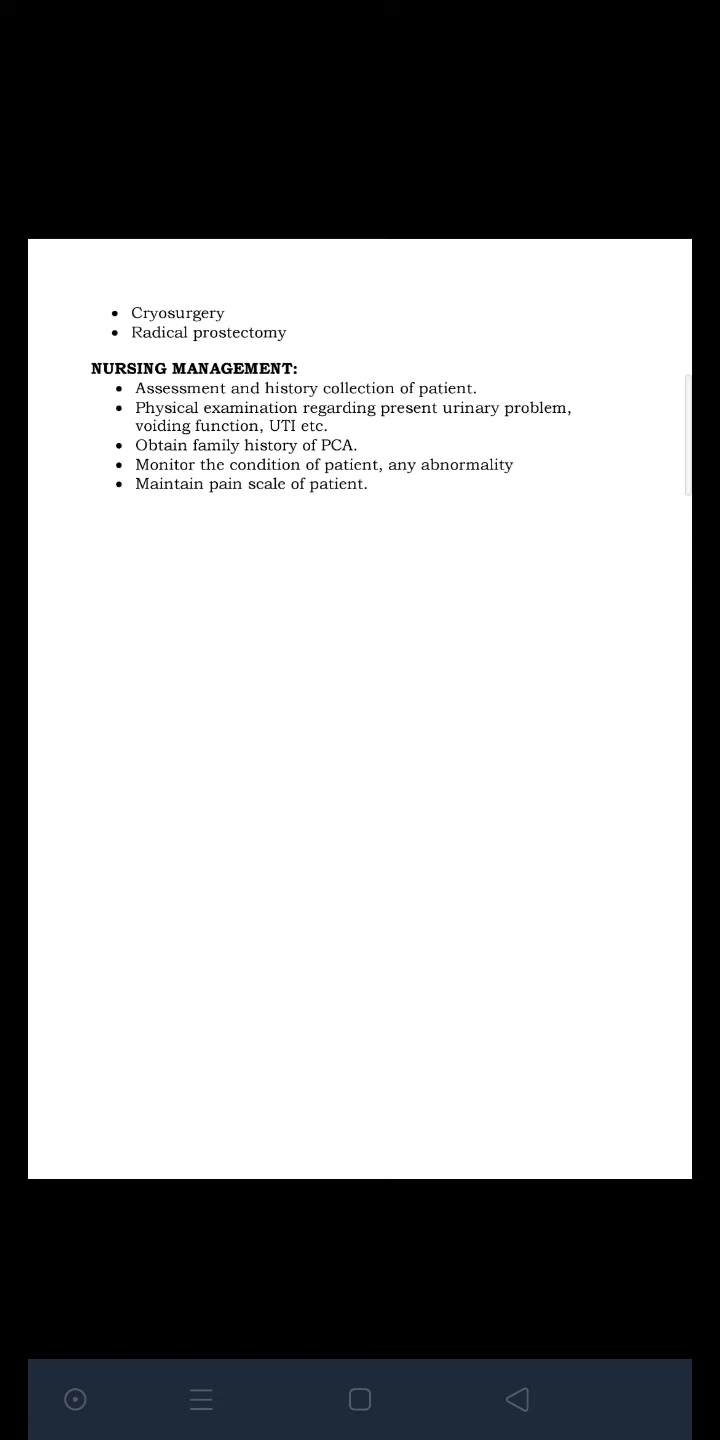 • Cryosurgery
• Radical prostectomy
NURSING MANAGEMENT:
• Assessment and history collection of patient.
• Physical examination regarding present urinary problem,
voiding function, UTI etc.
• Obtain family history of PCA.
• Monitor the condition of patient, any abnormality
• Maintain pain scale of patient.